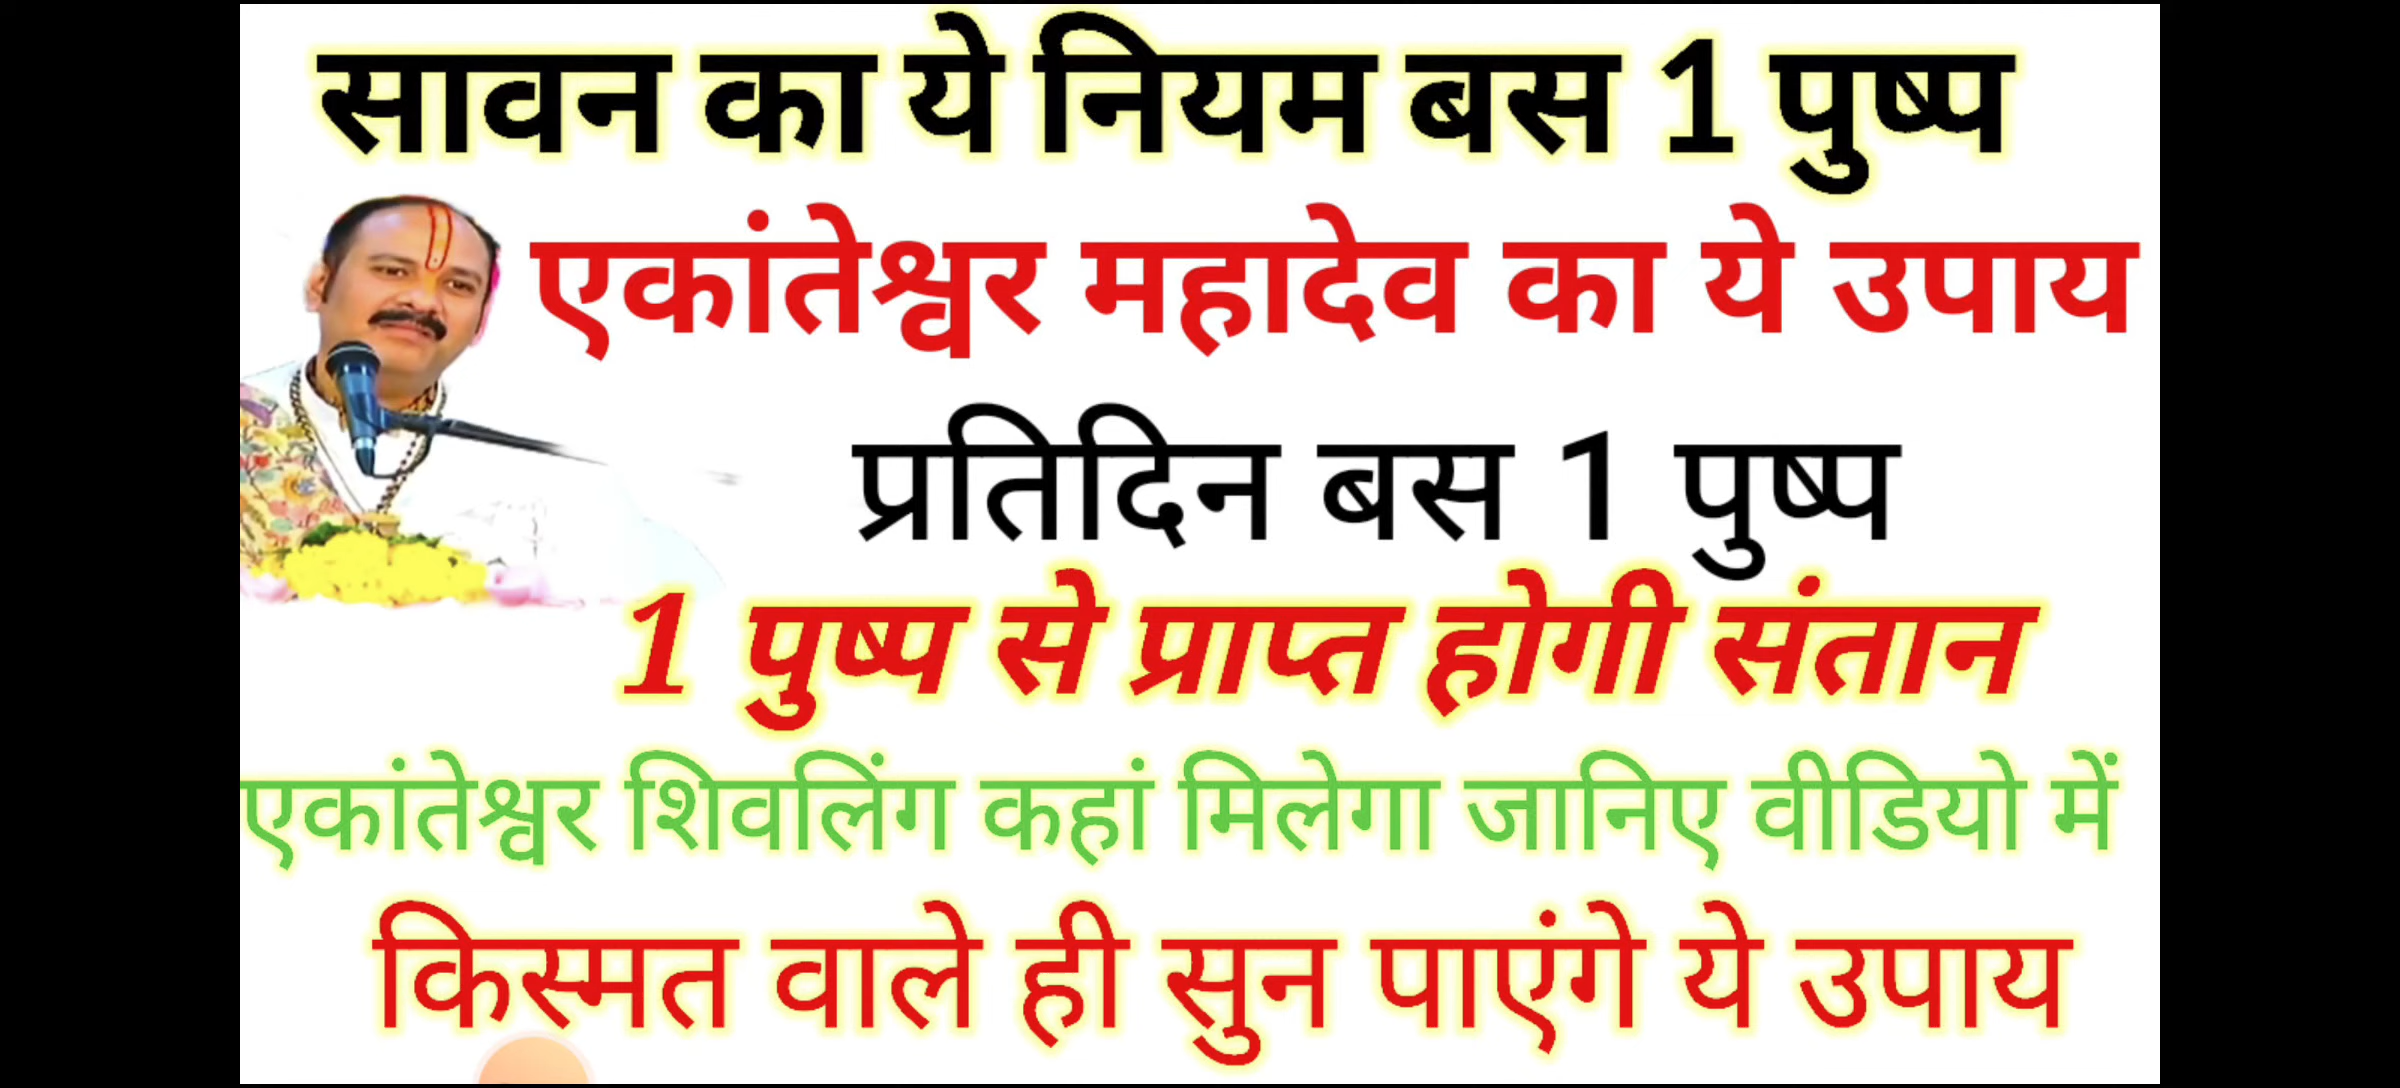 सावन का ये नियम बस 1 पुष्प
एकांतेश्वर महादेव का ये उपाय
प्रतिदिन बस 1 पुष्प
1 पुष्प से प्राप्त होगी संतान
एकांतेश्वर शिवलिंग कहां मिलेगा जानिए वीडियो में
किस्मत वाले ही सुन पाएंगे ये उपाय